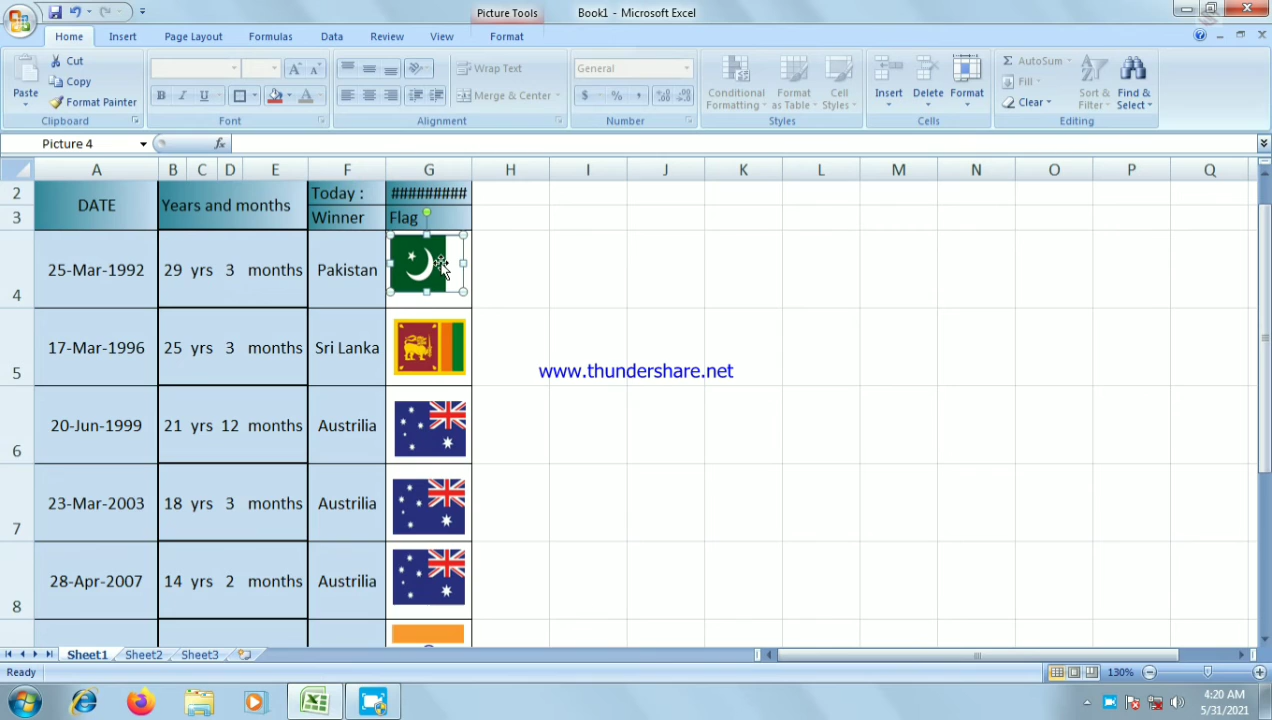 Picture Tools
Book1 - Microsoft Excel
Home Insert Page Layout Formulas Data Review View Format
Paste
Cut
Copy
Format Painter
Clipboard
Font
Wrap Text
Merge & Center
Alignment
General
$ % ,
Number
Conditional Formatting
Format as Table
Cell Styles
Styles
Insert Delete Format
Cells
AutoSum
Fill
Clear
Sort & Filter
Find & Select
Editing
Picture 4
fx
A B C D E F G H I J K L M N O P Q
2 DATE Years and months Today : #########
3 Winner Flag
4 25-Mar-1992 29 yrs 3 months Pakistan
5 17-Mar-1996 25 yrs 3 months Sri Lanka
www.thundershare.net
6 20-Jun-1999 21 yrs 12 months Austrilia
7 23-Mar-2003 18 yrs 3 months Austrilia
8 28-Apr-2007 14 yrs 2 months Austrilia
Sheet1 Sheet2 Sheet3
Ready 130%
4:20 AM
5/31/2021